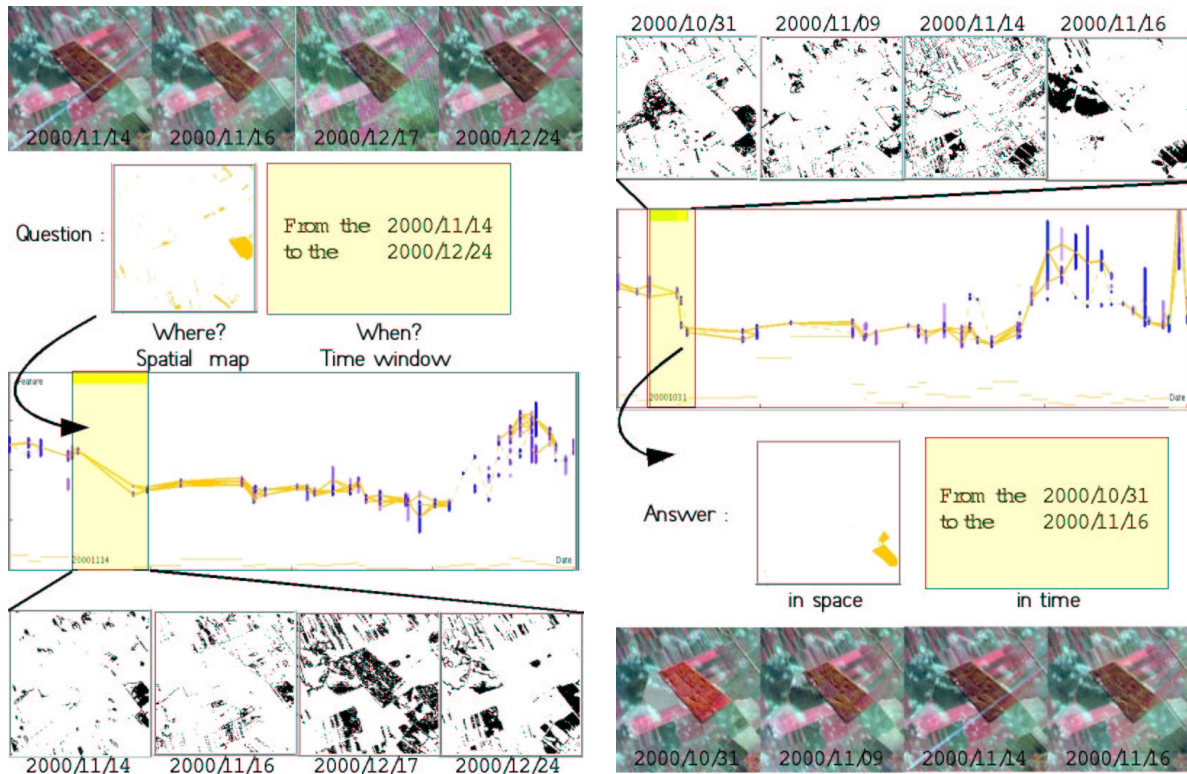 2000/11/14 2000/11/16 2000/12/17 2000/12/24
Question :
From the 2000/11/14
to the 2000/12/24
Where?
Spatial map
When?
Time window
Feature
20001114
Date
2000/11/14 2000/11/16 2000/12/17 2000/12/24
2000/10/31 2000/11/09 2000/11/14 2000/11/16
20001031
Date
Answer :
From the 2000/10/31
to the 2000/11/16
in space
in time
2000/10/31 2000/11/09 2000/11/14 2000/11/16